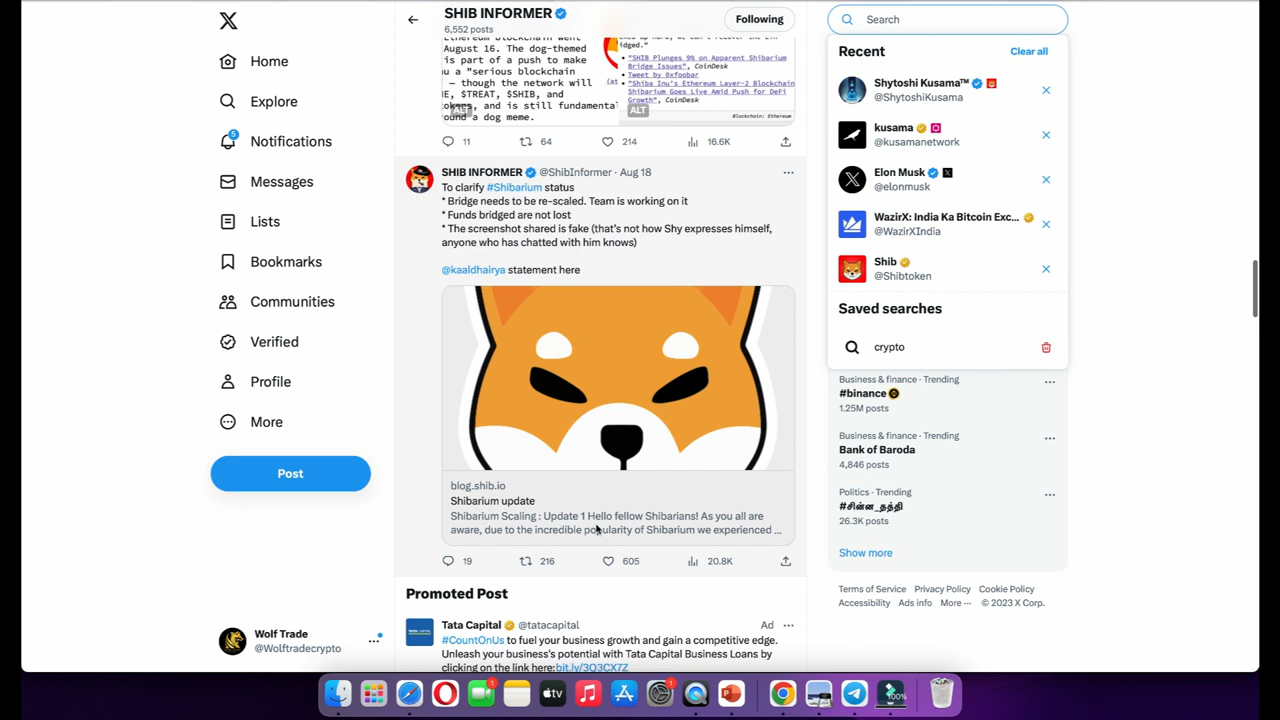 Home
Explore
5
Notifications
Messages
Lists
Bookmarks
Communities
Verified
Profile
More
Post
Wolf Trade
@Wolftradecrypto
SHIB INFORMER
6,552 posts
Following
August 16. The dog-themed
is part of a push to make
u a "serious blockchain
— though the network will
E, $TREAT, $SHIB, and
and is still fundamenta
a dog meme.
ALT
idged."
"SHIB Plunges 9% on Apparent Shibarium
Bridge Issues", CoinDesk
Tweet by 0xfoobar
"Shiba Inu's Ethereum Layer-2 Blockchain
Shibarium Goes Live Amid Push for DeFi
Growth", CoinDesk
ALT
#lockchain: Ethereum
11 64 214 16.6K
SHIB INFORMER @ShibInformer · Aug 18
To clarify #Shibarium status
* Bridge needs to be re-scaled. Team is working on it
* Funds bridged are not lost
* The screenshot shared is fake (that's not how Shy expresses himself,
anyone who has chatted with him knows)
@kaaldhairya statement here
blog.shib.io
Shibarium update
Shibarium Scaling : Update 1 Hello fellow Shibarians! As you all are
aware, due to the incredible popularity of Shibarium we experienced ...
19 216 605 20.8K
Promoted Post
Tata Capital @tatacapital Ad
#CountOnUs to fuel your business growth and gain a competitive edge.
Unleash your business's potential with Tata Capital Business Loans by
clicking on the link here:bit.ly/3Q3CX7Z
Search
Recent
Clear all
Shytoshi Kusama™
@ShytoshiKusama
kusama
@kusamanetwork
Elon Musk
@elonmusk
WazirX: India Ka Bitcoin Exc...
@WazirXIndia
Shib
@Shibtoken
Saved searches
crypto
Business & finance · Trending
#binance
1.25M posts
Business & finance · Trending
Bank of Baroda
4,846 posts
Politics · Trending
#சின்ன_தத்தி
26.3K posts
Show more
Terms of Service Privacy Policy Cookie Policy
Accessibility Ads info More ··· © 2023 X Corp.
1
tv
1
100%